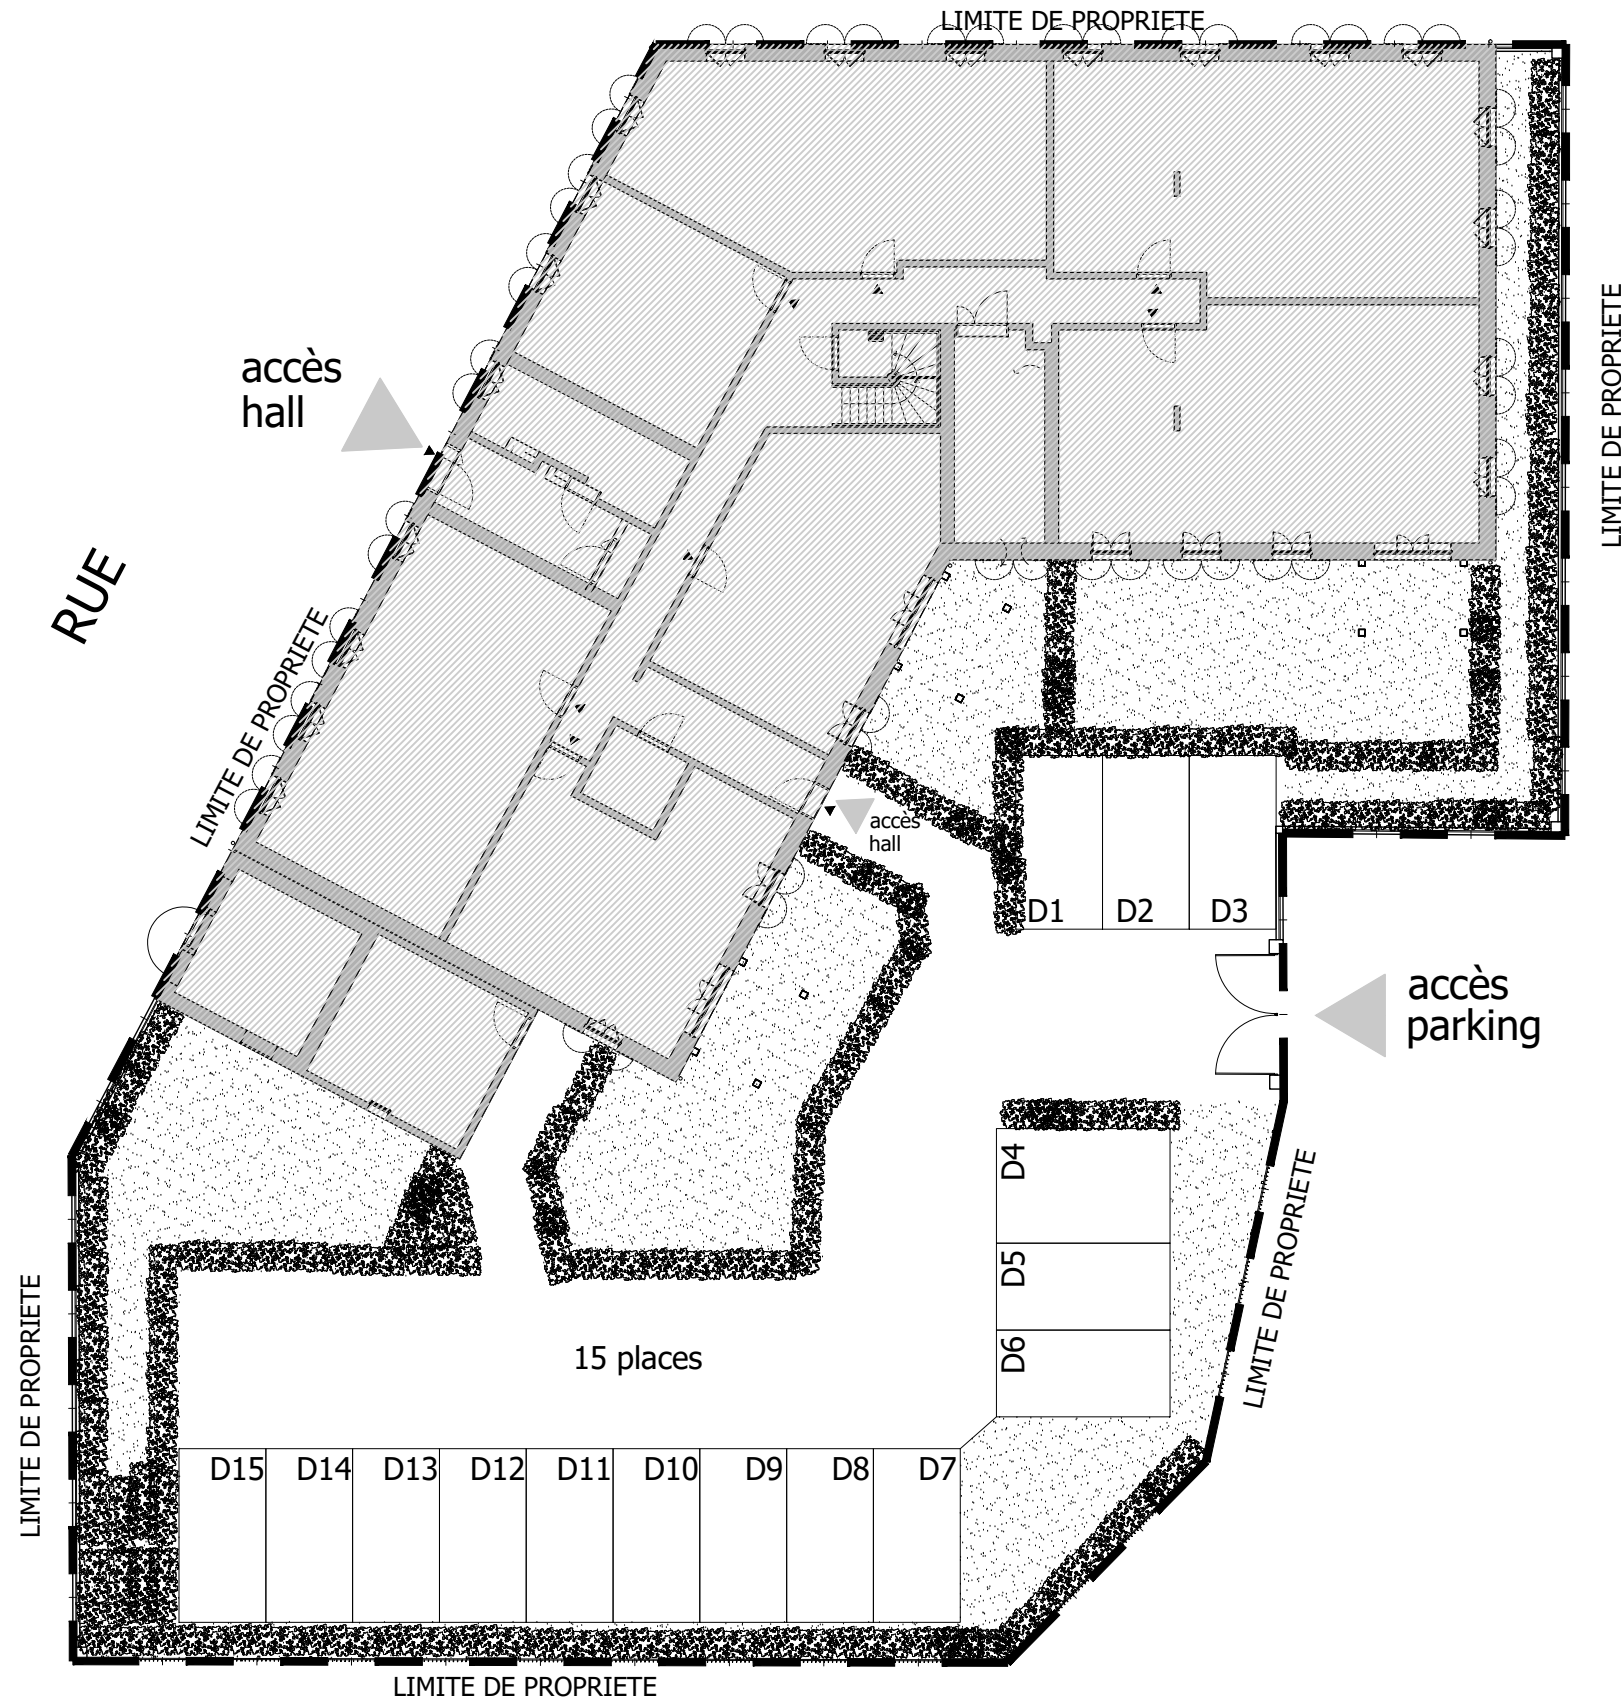 LIMITE DE PROPRIETE
LIMITE DE PROPRIETE
accès
hall
RUE
LIMITE DE PROPRIETE
accès
hall
D1
D2
D3
accès
parking
D4
D5
D6
LIMITE DE PROPRIETE
15 places
LIMITE DE PROPRIETE
D15
D14
D13
D12
D11
D10
D9
D8
D7
LIMITE DE PROPRIETE